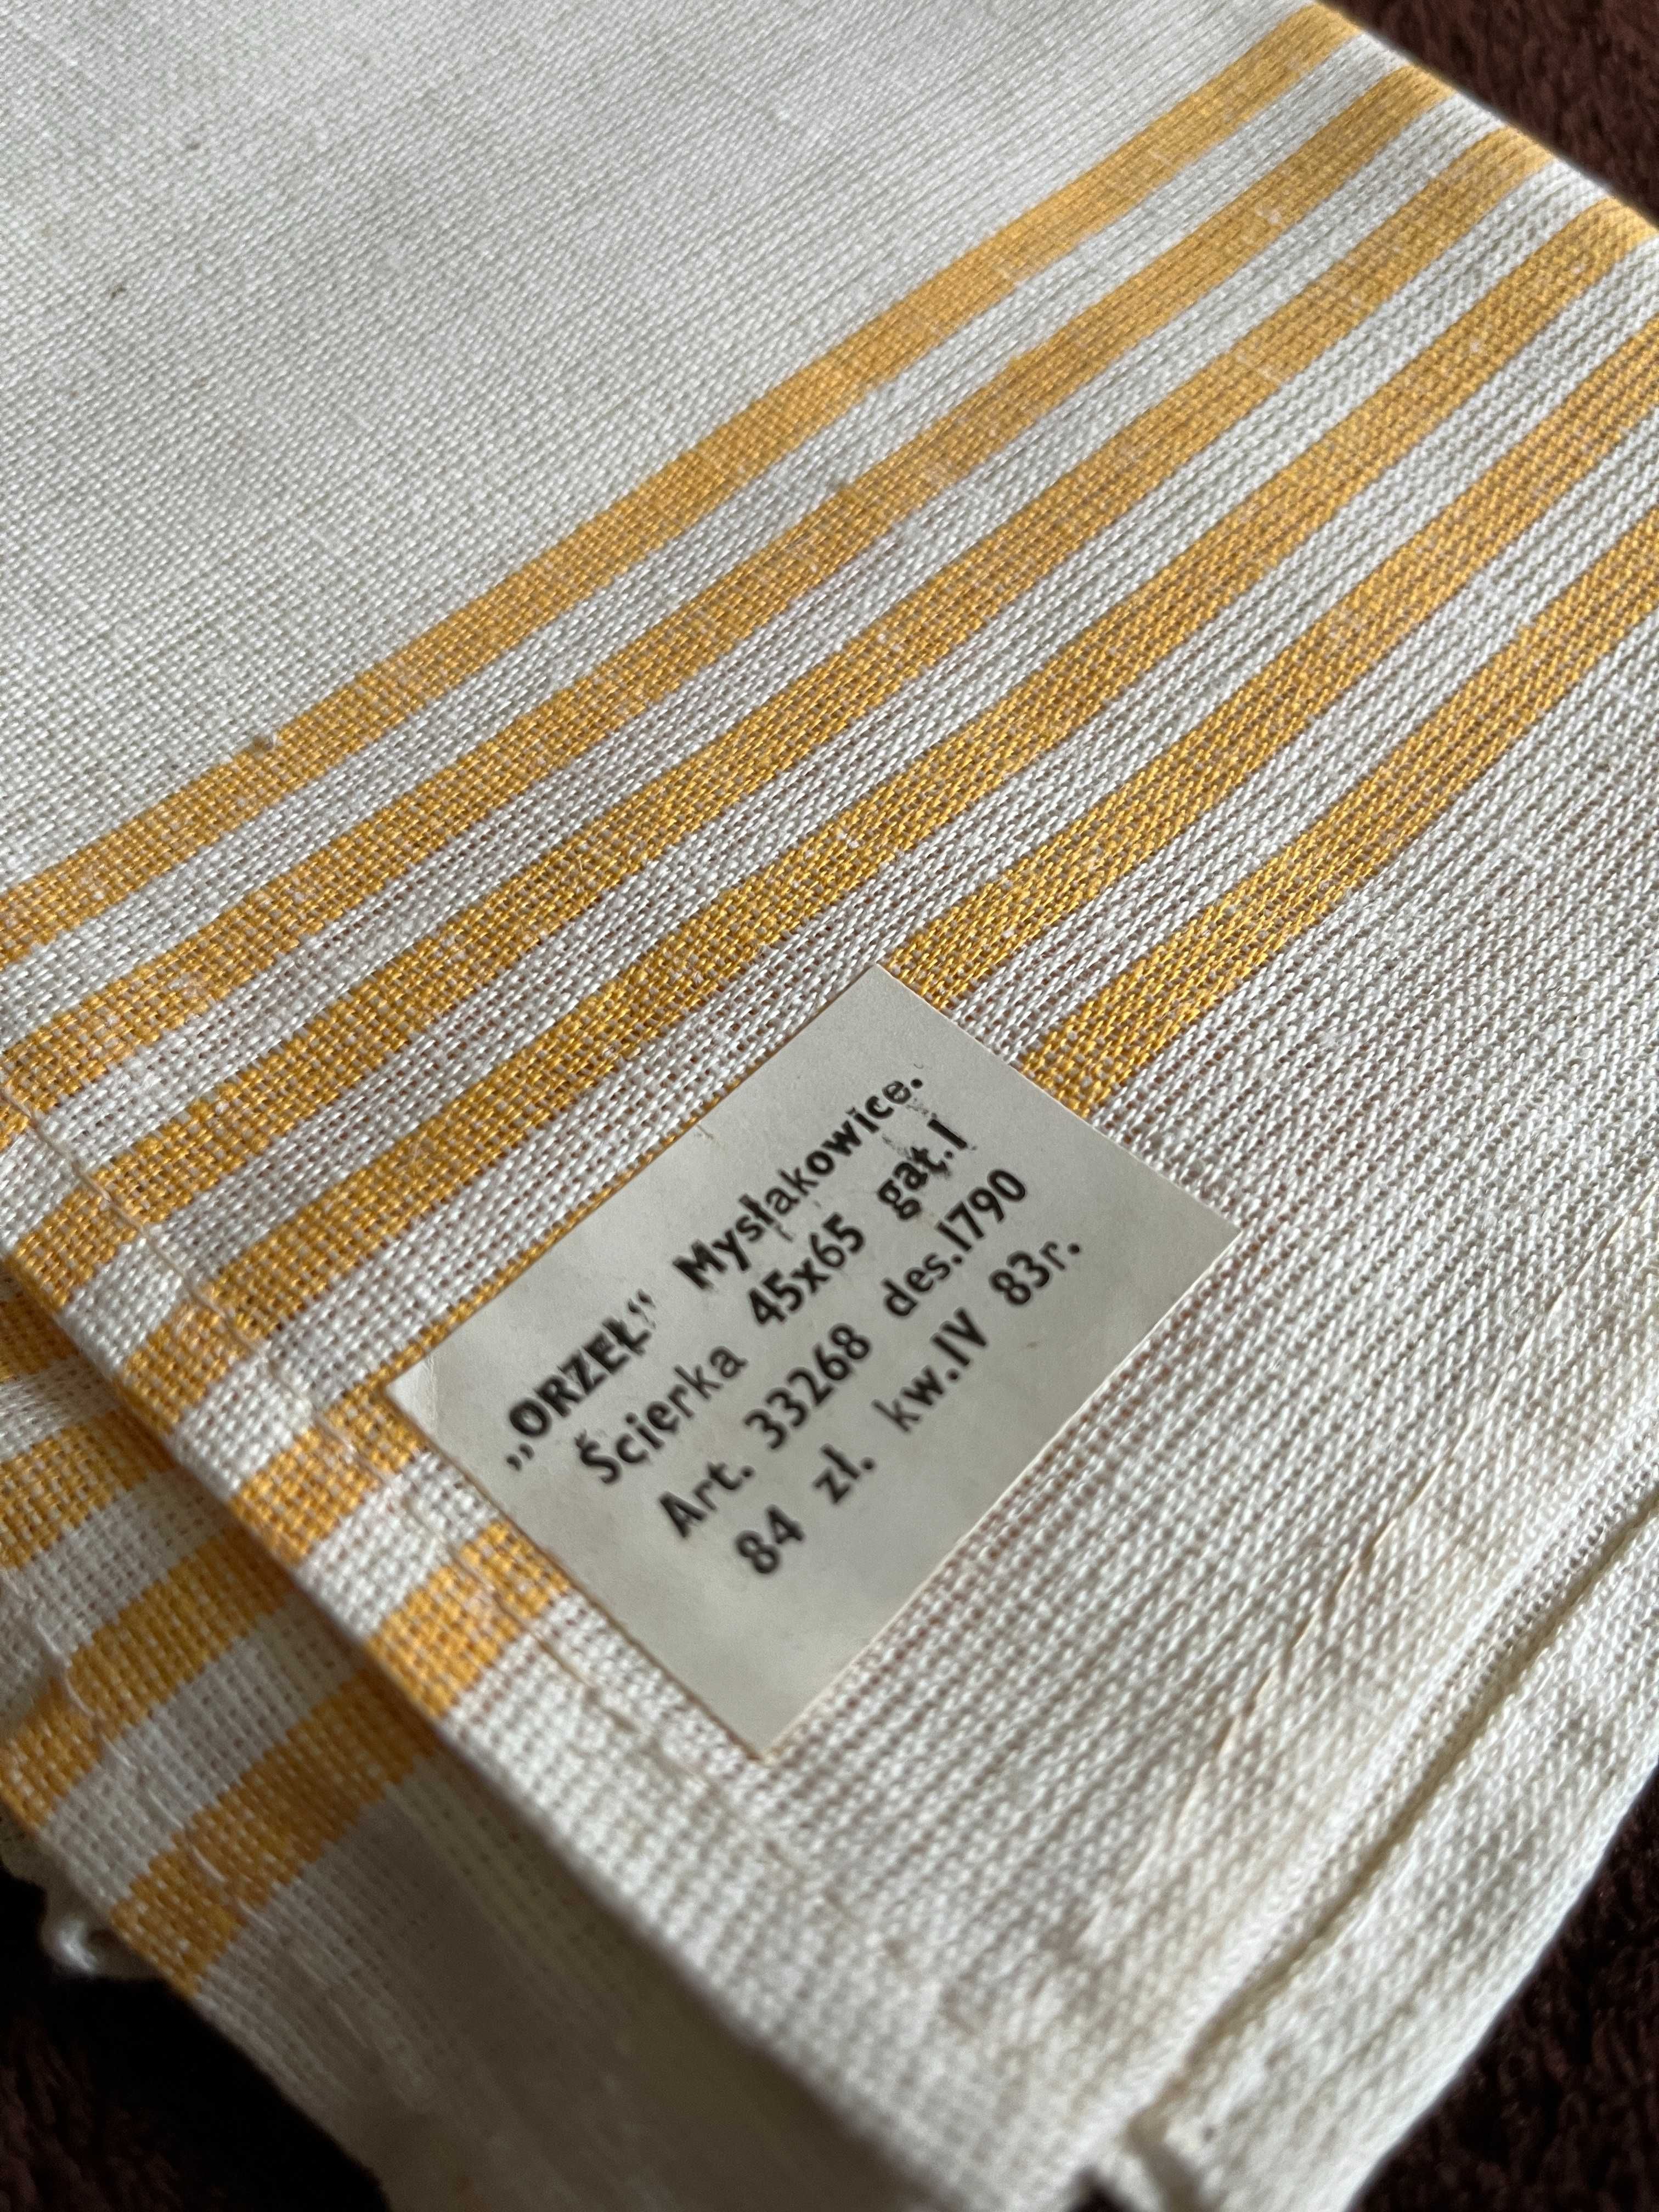 „ORZEŁ” Mysłakowice.
Ścierka 45x65 gat.I
Art. 33268 des.1790
84 zł. kw.IV 83r.